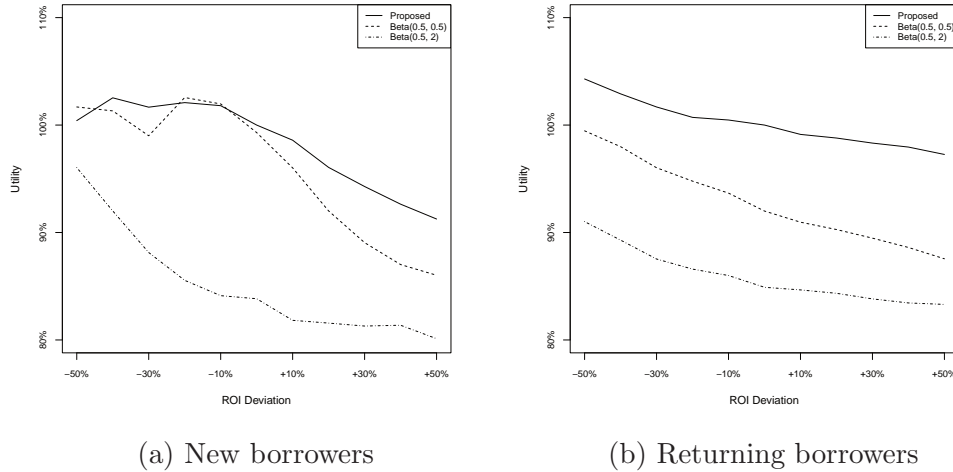 Proposed
Beta(0.5, 0.5)
Beta(0.5, 2)
110%
100%
90%
80%
Utility
−50%
−30%
−10%
+10%
+30%
+50%
ROI Deviation
(a) New borrowers
Proposed
Beta(0.5, 0.5)
Beta(0.5, 2)
110%
100%
90%
80%
Utility
−50%
−30%
−10%
+10%
+30%
+50%
ROI Deviation
(b) Returning borrowers